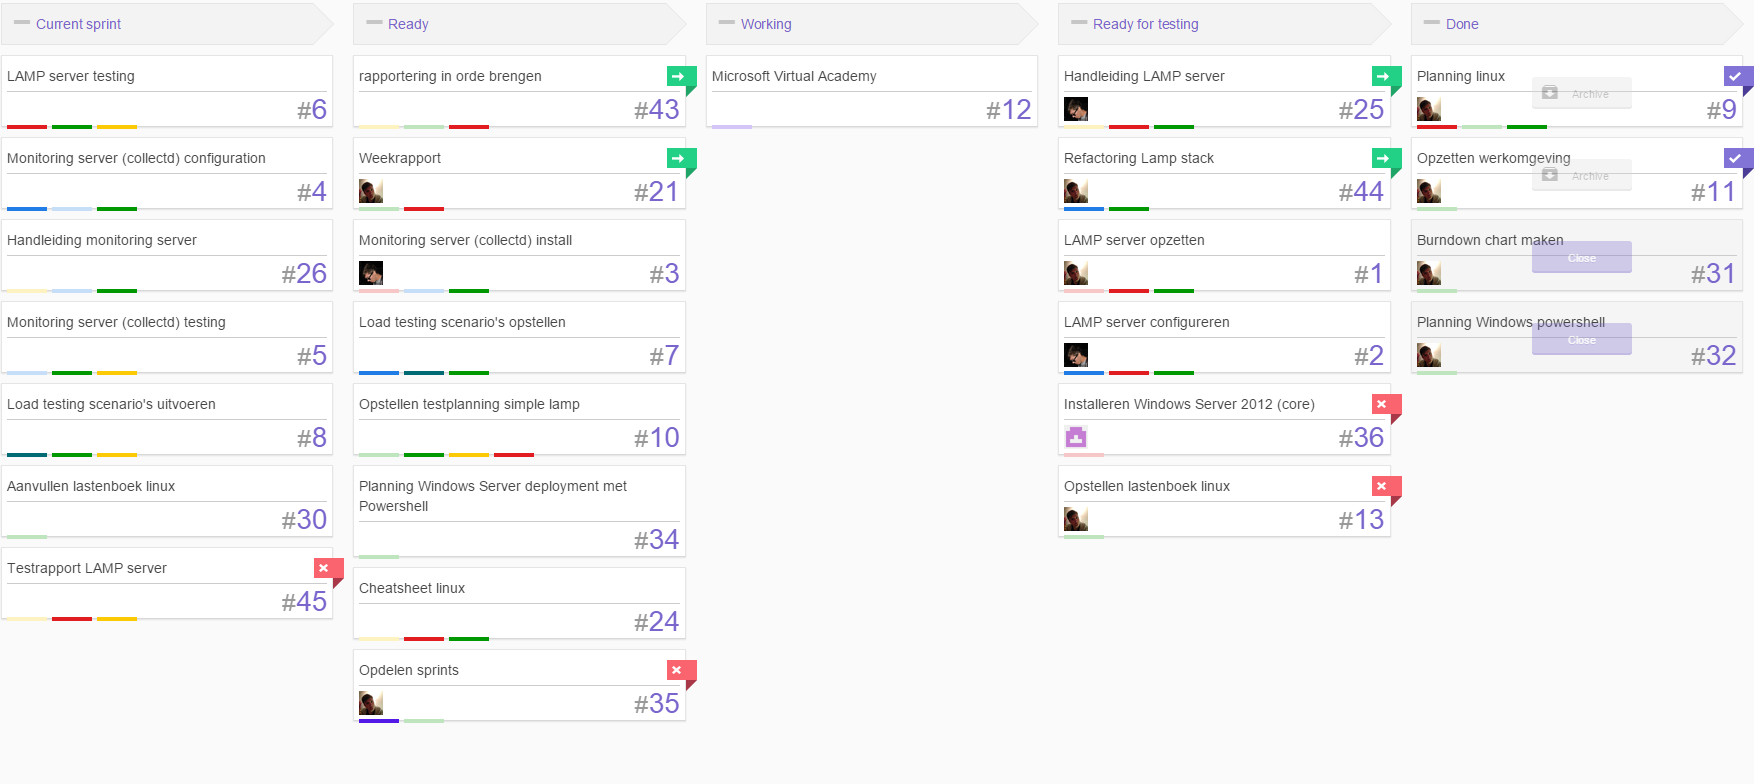 Current sprint
LAMP server testing
#6
Monitoring server (collectd) configuration
#4
Handleiding monitoring server
#26
Monitoring server (collectd) testing
#5
Load testing scenario's uitvoeren
#8
Aanvullen lastenboek linux
#30
Testrapport LAMP server
#45
Ready
rapportering in orde brengen
#43
Weekrapport
#21
Monitoring server (collectd) install
#3
Load testing scenario's opstellen
#7
Opstellen testplanning simple lamp
#10
Planning Windows Server deployment met
Powershell
#34
Cheatsheet linux
#24
Opdelen sprints
#35
Working
Microsoft Virtual Academy
#12
Ready for testing
Handleiding LAMP server
#25
Refactoring Lamp stack
#44
LAMP server opzetten
#1
LAMP server configureren
#2
Installeren Windows Server 2012 (core)
#36
Opstellen lastenboek linux
#13
Done
Planning linux
Archive
#9
Opzetten werkomgeving
Archive
#11
Burndown chart maken
Close
#31
Planning Windows powershell
Close
#32